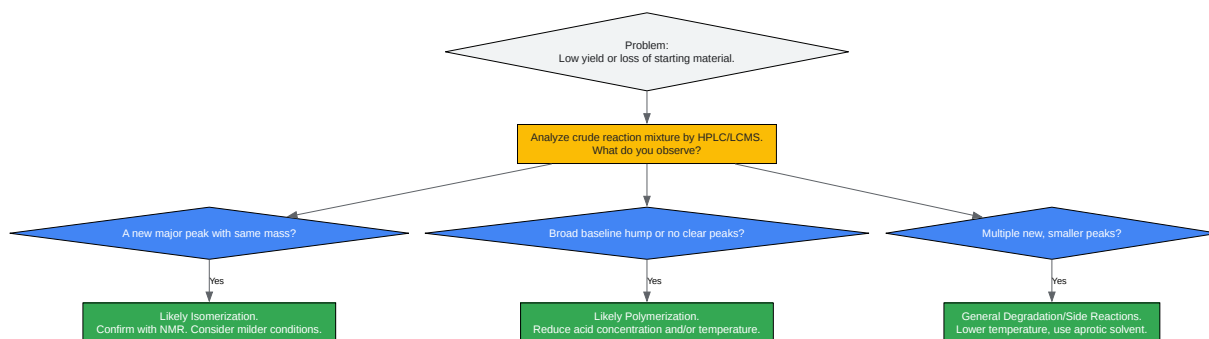 Problem:
Low yield or loss of starting material.
Analyze crude reaction mixture by HPLC/LCMS.
What do you observe?
A new major peak with same mass?
Broad baseline hump or no clear peaks?
Multiple new, smaller peaks?
Yes
Yes
Yes
Likely Isomerization.
Confirm with NMR. Consider milder conditions.
Likely Polymerization.
Reduce acid concentration and/or temperature.
General Degradation/Side Reactions.
Lower temperature, use aprotic solvent.